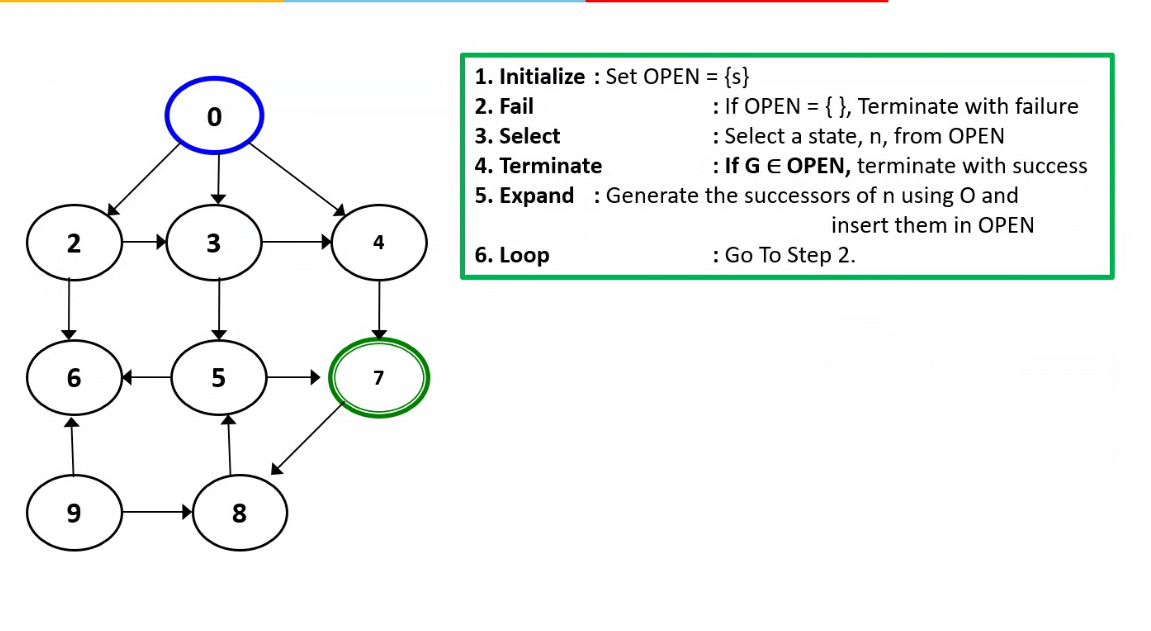 0
2
3
4
6
5
7
9
8
1. Initialize : Set OPEN = {s}
2. Fail : If OPEN = { }, Terminate with failure
3. Select : Select a state, n, from OPEN
4. Terminate : If G ∈ OPEN, terminate with success
5. Expand : Generate the successors of n using O and
insert them in OPEN
6. Loop : Go To Step 2.